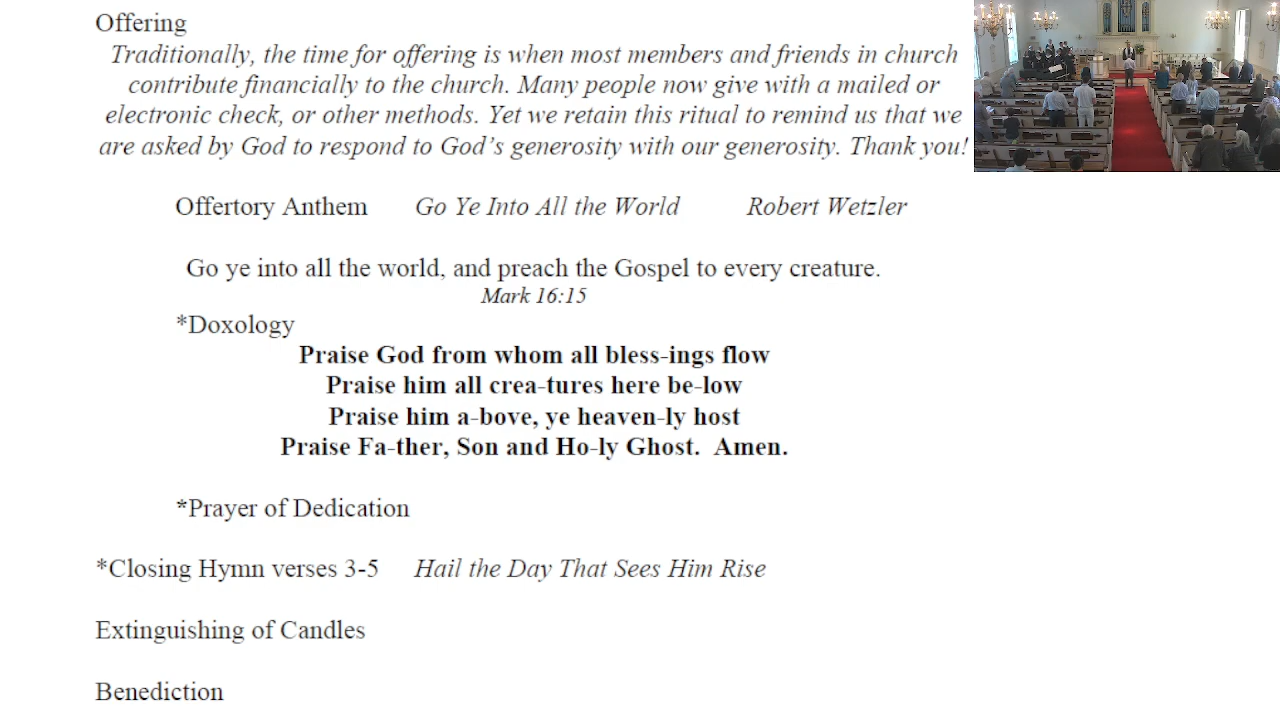 Offering
Traditionally, the time for offering is when most members and friends in church
contribute financially to the church. Many people now give with a mailed or
electronic check, or other methods. Yet we retain this ritual to remind us that we
are asked by God to respond to God’s generosity with our generosity. Thank you!
Offertory Anthem Go Ye Into All the World Robert Wetzler
Go ye into all the world, and preach the Gospel to every creature.
Mark 16:15
*Doxology
Praise God from whom all bless-ings flow
Praise him all crea-tures here be-low
Praise him a-bove, ye heaven-ly host
Praise Fa-ther, Son and Ho-ly Ghost. Amen.
*Prayer of Dedication
*Closing Hymn verses 3-5 Hail the Day That Sees Him Rise
Extinguishing of Candles
Benediction